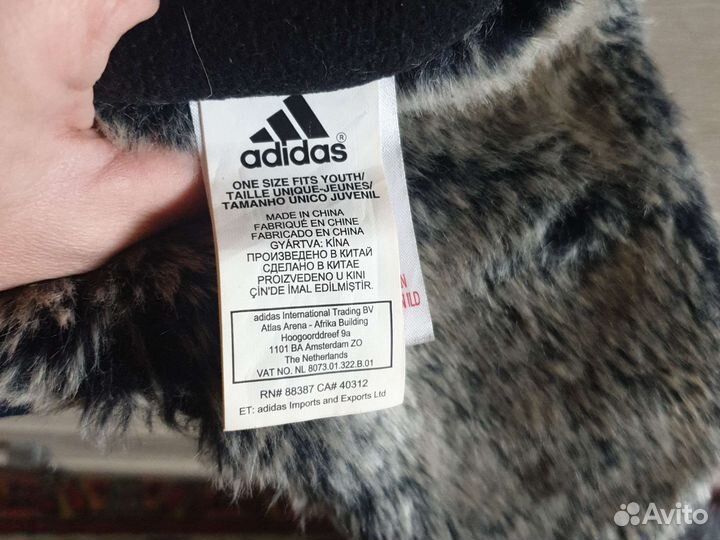 adidas®
ONE SIZE FITS YOUTH/
TAILLE UNIQUE-JEUNES/
TAMANHO ÚNICO JUVENIL
MADE IN CHINA
FABRIQUÉ EN CHINE
FABRICADO EN CHINA
GYÁRTVA: KÍNA
ПРОИЗВЕДЕНО В КИТАЙ
СДЕЛАНО В КИТАЕ
PROIZVEDENO U KINI
ÇİN'DE İMAL EDİLMİŞTİR.
adidas International Trading BV
Atlas Arena - Afrika Building
Hoogoorddreef 9a
1101 BA Amsterdam ZO
The Netherlands
VAT NO. NL 8073.01.322.B.01
RN# 88387 CA# 40312
ET: adidas Imports and Exports Ltd
Avito